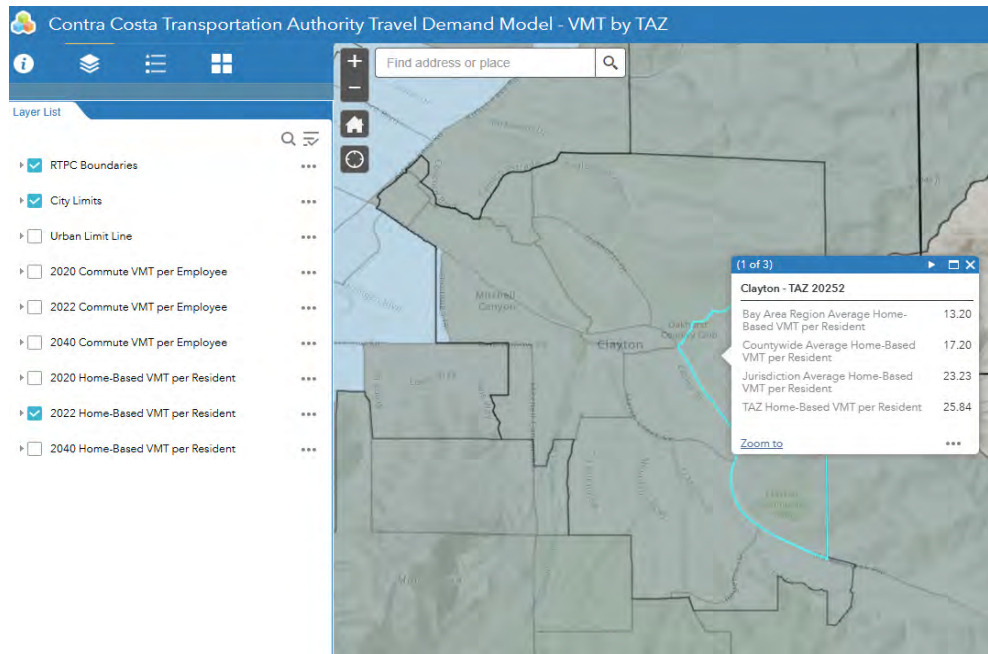 Contra Costa Transportation Authority Travel Demand Model - VMT by TAZ
Find address or place
Layer List
RTPC Boundaries
City Limits
Urban Limit Line
2020 Commute VMT per Employee
2022 Commute VMT per Employee
2040 Commute VMT per Employee
2020 Home-Based VMT per Resident
2022 Home-Based VMT per Resident
2040 Home-Based VMT per Resident
Mitchell
Canyon
Clayton
Oakhurst
Country Club
(1 of 3)
Clayton - TAZ 20252
Bay Area Region Average Home- 13.20
Based VMT per Resident
Countywide Average Home-Based 17.20
VMT per Resident
Jurisdiction Average Home-Based 23.23
VMT per Resident
TAZ Home-Based VMT per Resident 25.84
Zoom to